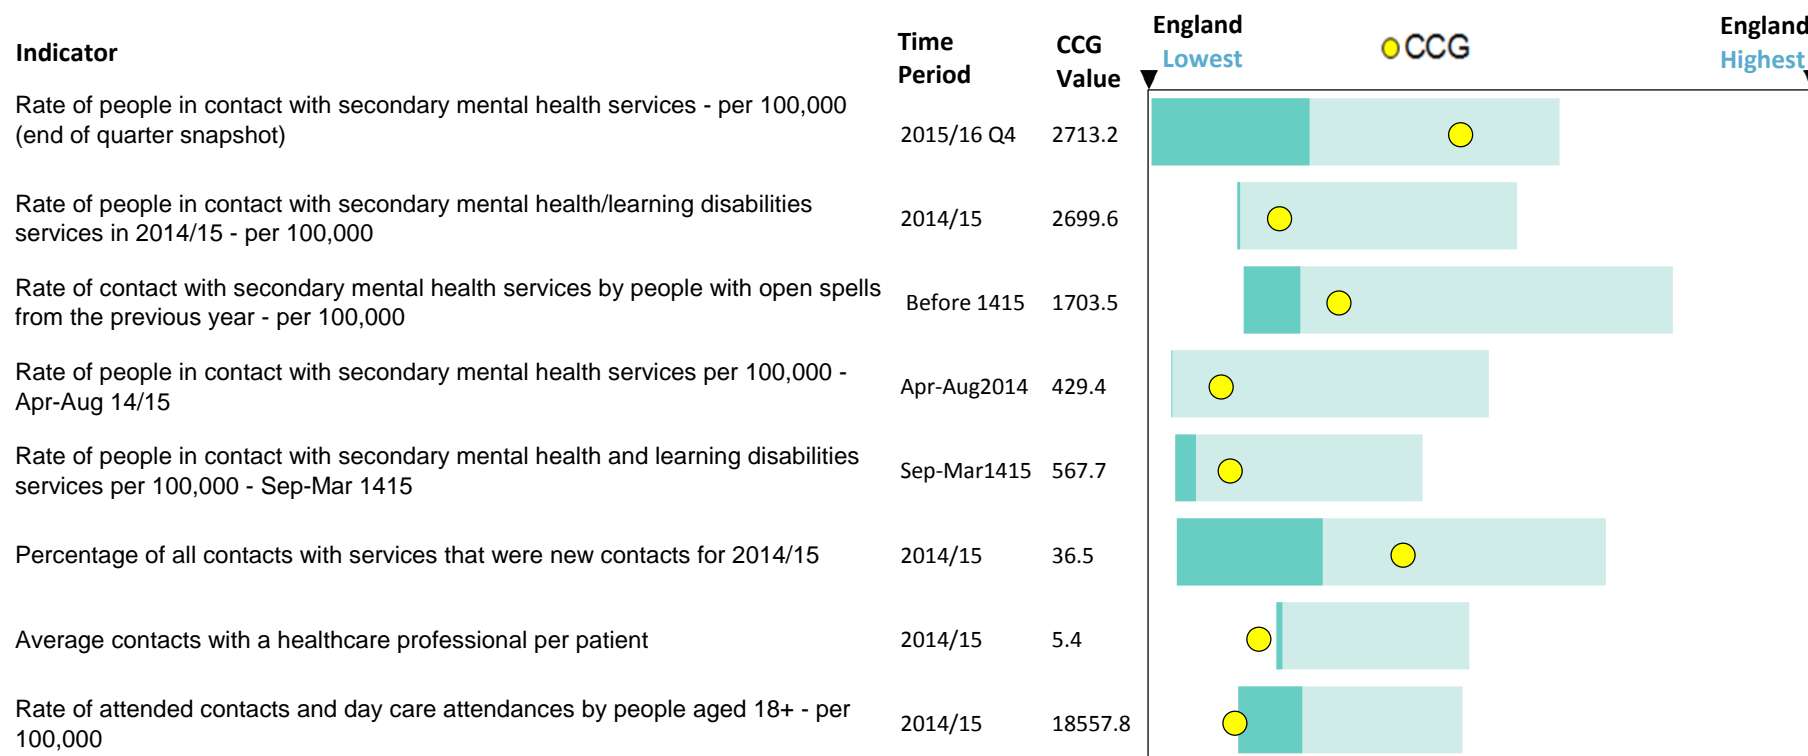 Indicator
Time
Period
CCG
Value
England
Lowest
CCG
England
Highest
Rate of people in contact with secondary mental health services - per 100,000
(end of quarter snapshot)
2015/16 Q4
2713.2
Rate of people in contact with secondary mental health/learning disabilities
services in 2014/15 - per 100,000
2014/15
2699.6
Rate of contact with secondary mental health services by people with open spells
from the previous year - per 100,000
Before 1415
1703.5
Rate of people in contact with secondary mental health services per 100,000 -
Apr-Aug 14/15
Apr-Aug2014
429.4
Rate of people in contact with secondary mental health and learning disabilities
services per 100,000 - Sep-Mar 1415
Sep-Mar1415
567.7
Percentage of all contacts with services that were new contacts for 2014/15
2014/15
36.5
Average contacts with a healthcare professional per patient
2014/15
5.4
Rate of attended contacts and day care attendances by people aged 18+ - per
100,000
2014/15
18557.8